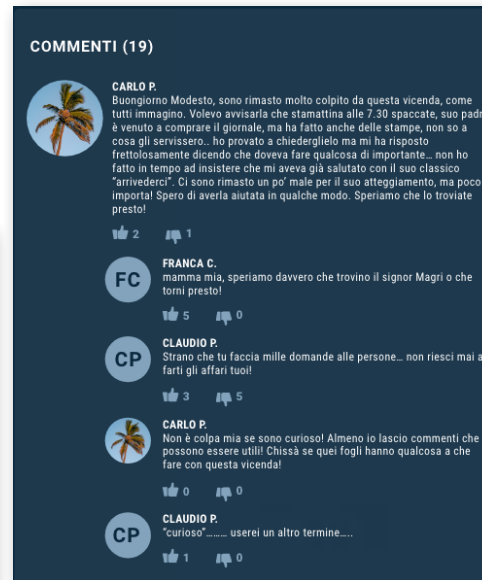 COMMENTI (19)
CARLO P.
Buongiorno Modesto, sono rimasto molto colpito da questa vicenda, come
tutti immagino. Volevo avvisarla che stamattina alle 7.30 spaccate, suo padr
è venuto a comprare il giornale, ma ha fatto anche delle stampe, non so a
cosa gli servissero.. ho provato a chiederglielo ma mi ha risposto
frettolosamente dicendo che doveva fare qualcosa di importante... non ho
fatto in tempo ad insistere che mi aveva già salutato con il suo classico
"arrivederci". Ci sono rimasto un po' male per il suo atteggiamento, ma poco
importa! Spero di averla aiutata in qualche modo. Speriamo che lo troviate
presto!
2 1
FC
FRANCA C.
mamma mia, speriamo davvero che trovino il signor Magri o che
torni presto!
5 0
CP
CLAUDIO P.
Strano che tu faccia mille domande alle persone... non riesci mai a
farti gli affari tuoi!
3 5
CARLO P.
Non è colpa mia se sono curioso! Almeno io lascio commenti che
possono essere utili! Chissà se quei fogli hanno qualcosa a che
fare con questa vicenda!
0 0
CP
CLAUDIO P.
"curioso"......... userei un altro termine.....
1 0